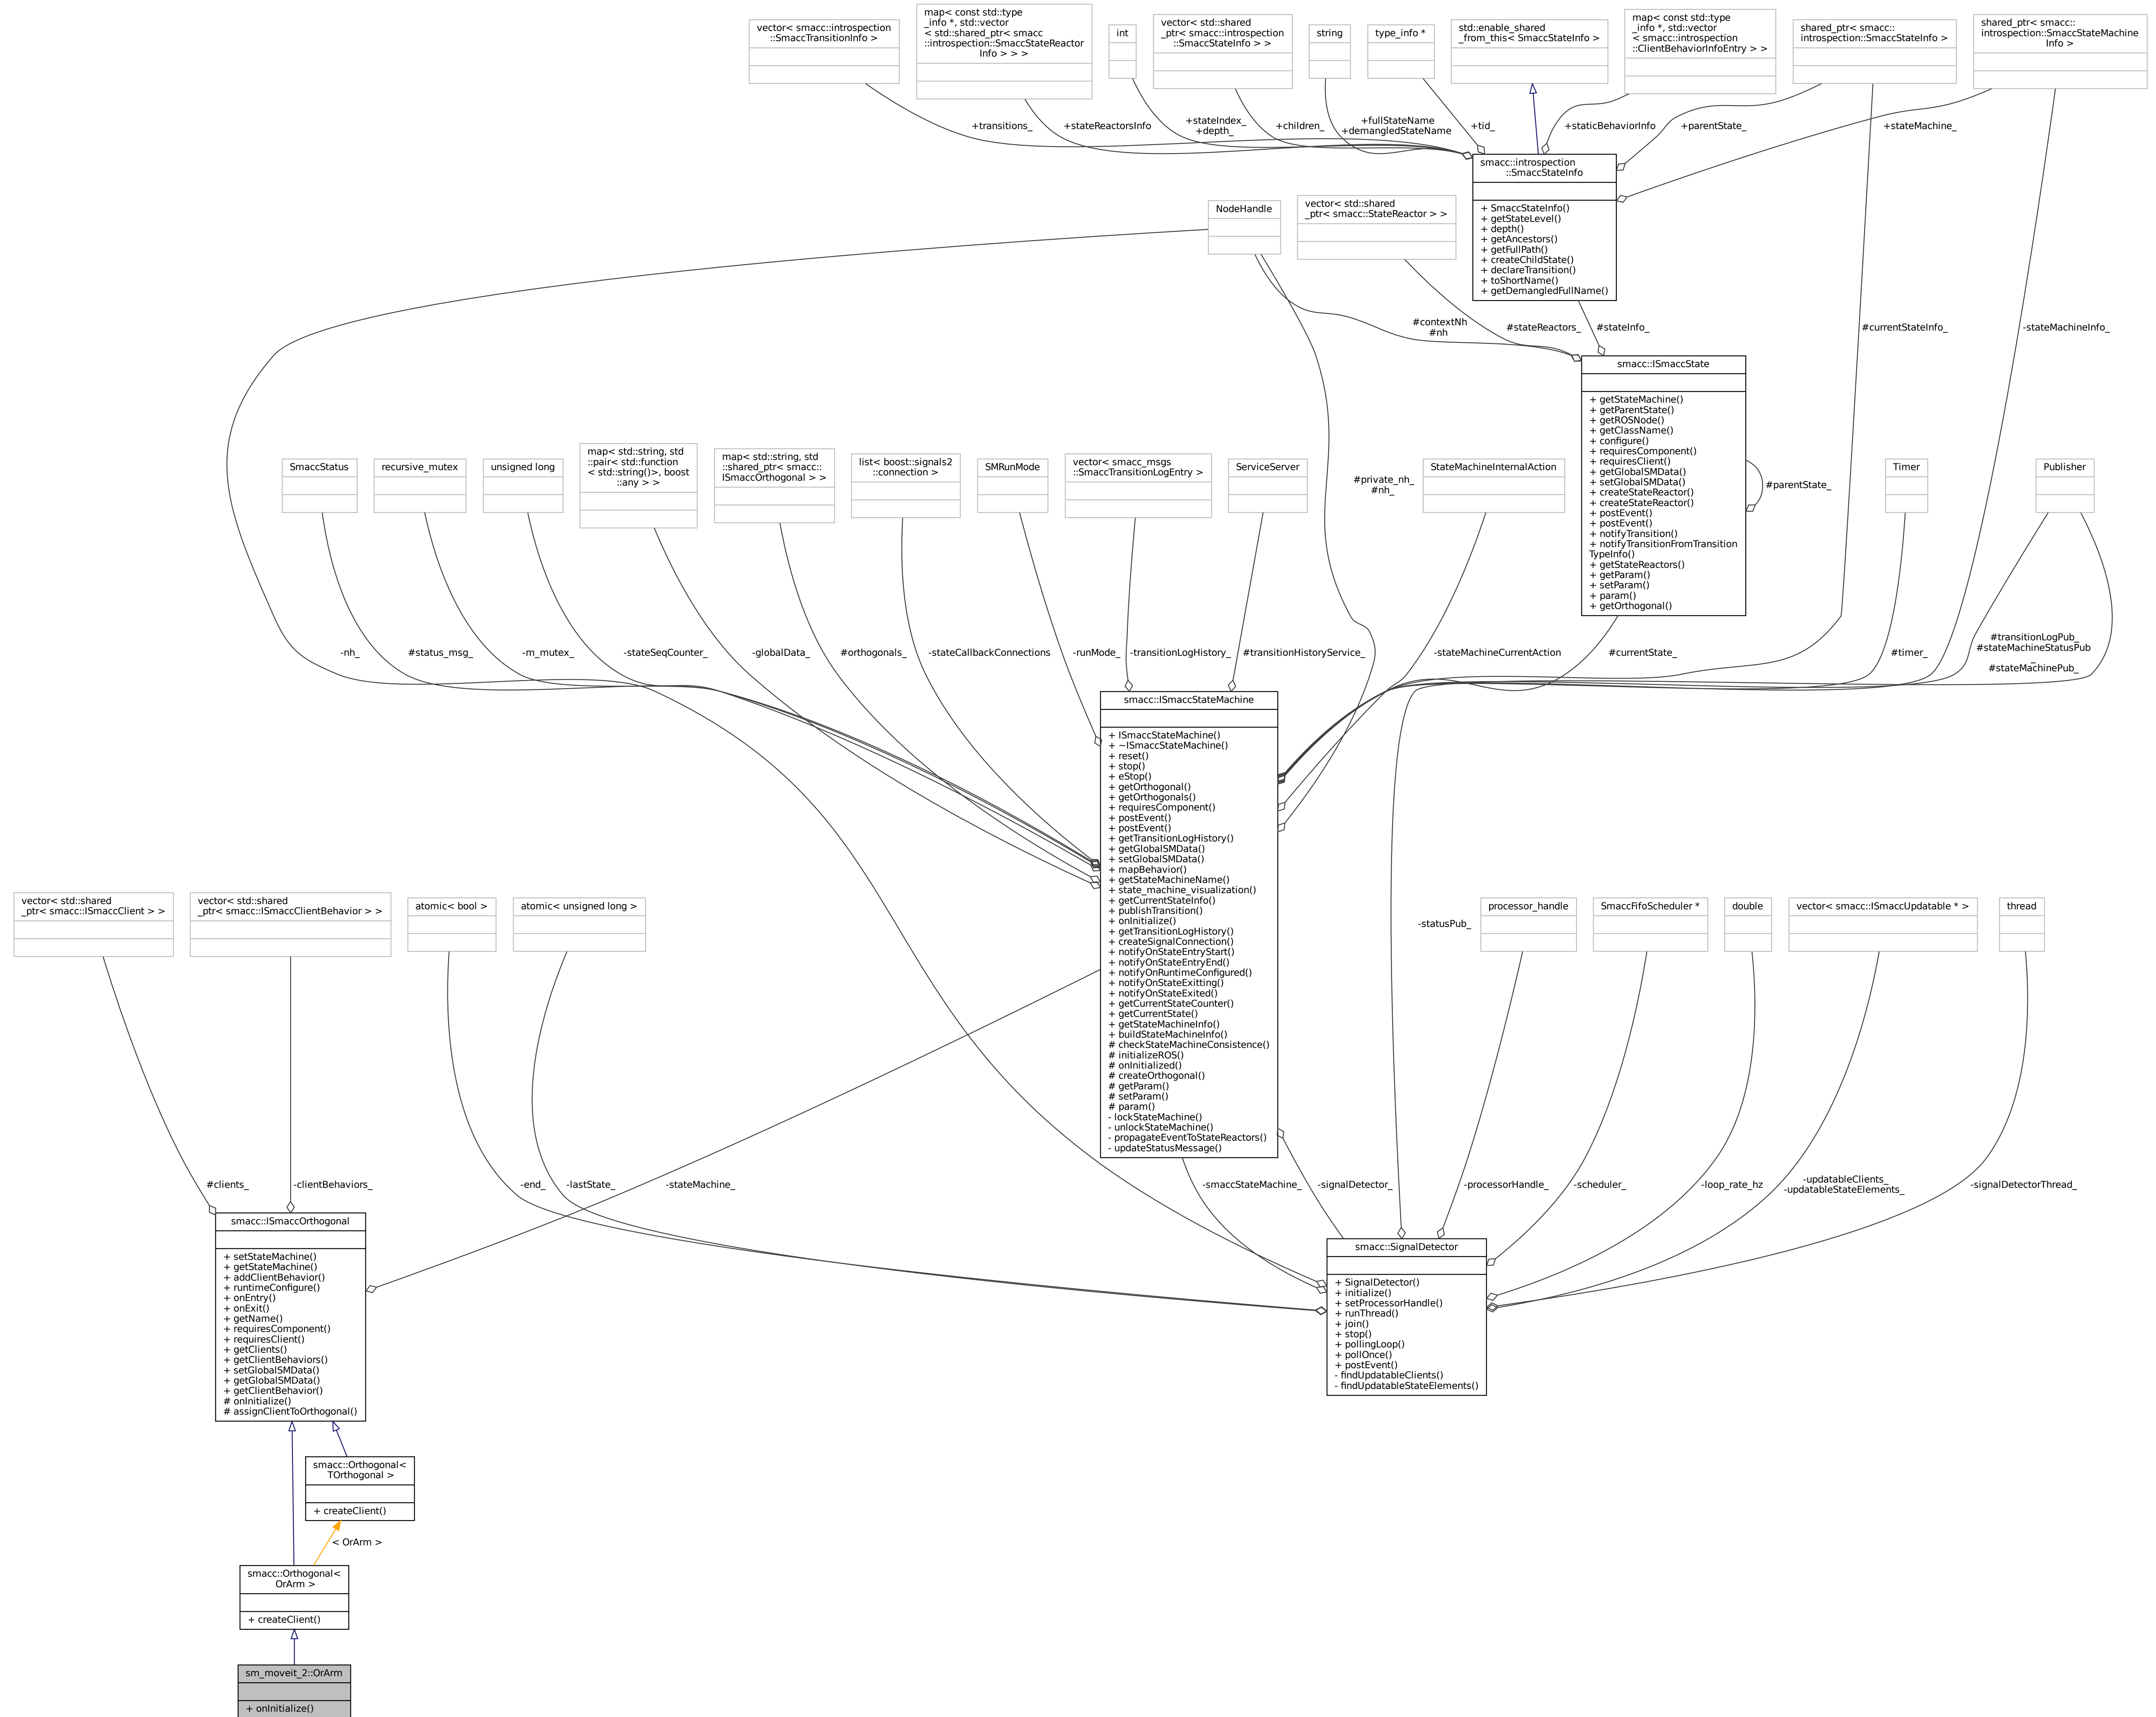 vector< smacc::introspection
::SmaccTransitionInfo >
map< const std::type
_info *, std::vector
< std::shared_ptr< smacc
::introspection::SmaccStateReactor
Info > > >
int
vector< std::shared
_ptr< smacc::introspection
::SmaccStateInfo > >
string
type_info *
std::enable_shared
_from_this< SmaccStateInfo >
map< const std::type
_info *, std::vector
< smacc::introspection
::ClientBehaviorInfoEntry > >
shared_ptr< smacc::
introspection::SmaccStateInfo >
shared_ptr< smacc::
introspection::SmaccStateMachine
Info >
+transitions_
+stateReactorsInfo
+stateIndex_
+depth_
+children_
+fullStateName
+demangledStateName
+tid_
+staticBehaviorInfo
+parentState_
+stateMachine_
smacc::introspection
::SmaccStateInfo
+ SmaccStateInfo()
+ getStateLevel()
+ depth()
+ getAncestors()
+ getFullPath()
+ createChildState()
+ declareTransition()
+ toShortName()
+ getDemangledFullName()
NodeHandle
vector< std::shared
_ptr< smacc::StateReactor > >
#contextNh
#nh
#stateReactors_
#stateInfo_
#currentStateInfo_
-stateMachineInfo_
smacc::ISmaccState
+ getStateMachine()
+ getParentState()
+ getROSNode()
+ getClassName()
+ configure()
+ requiresComponent()
+ requiresClient()
+ getGlobalSMData()
+ setGlobalSMData()
+ createStateReactor()
+ createStateReactor()
+ postEvent()
+ postEvent()
+ notifyTransition()
+ notifyTransitionFromTransition
TypeInfo()
+ getStateReactors()
+ getParam()
+ setParam()
+ param()
+ getOrthogonal()
#parentState_
SmaccStatus
recursive_mutex
unsigned long
map< std::string, std
::pair< std::function
< std::string()>, boost
::any > >
map< std::string, std
::shared_ptr< smacc::
ISmaccOrthogonal > >
list< boost::signals2
::connection >
SMRunMode
vector< smacc_msgs
::SmaccTransitionLogEntry >
ServiceServer
#private_nh_
#nh_
StateMachineInternalAction
Timer
Publisher
-nh_
#status_msg_
-m_mutex_
-stateSeqCounter_
-globalData_
#orthogonals_
-stateCallbackConnections
-runMode_
-transitionLogHistory_
#transitionHistoryService_
-stateMachineCurrentAction
#currentState_
#timer_
#transitionLogPub_
#stateMachineStatusPub
_
#stateMachinePub_
smacc::ISmaccStateMachine
+ ISmaccStateMachine()
+ ~ISmaccStateMachine()
+ reset()
+ stop()
+ eStop()
+ getOrthogonal()
+ getOrthogonals()
+ requiresComponent()
+ postEvent()
+ postEvent()
+ getTransitionLogHistory()
+ getGlobalSMData()
+ setGlobalSMData()
+ mapBehavior()
+ getStateMachineName()
+ state_machine_visualization()
+ getCurrentStateInfo()
+ publishTransition()
+ onInitialize()
+ getTransitionLogHistory()
+ createSignalConnection()
+ notifyOnStateEntryStart()
+ notifyOnStateEntryEnd()
+ notifyOnRuntimeConfigured()
+ notifyOnStateExitting()
+ notifyOnStateExited()
+ getCurrentStateCounter()
+ getCurrentState()
+ getStateMachineInfo()
+ buildStateMachineInfo()
# checkStateMachineConsistence()
# initializeROS()
# onInitialized()
# createOrthogonal()
# getParam()
# setParam()
# param()
- lockStateMachine()
- unlockStateMachine()
- propagateEventToStateReactors()
- updateStatusMessage()
vector< std::shared
_ptr< smacc::ISmaccClient > >
vector< std::shared
_ptr< smacc::ISmaccClientBehavior > >
atomic< bool >
atomic< unsigned long >
-statusPub_
processor_handle
SmaccFifoScheduler *
double
vector< smacc::ISmaccUpdatable * >
thread
#clients_
-clientBehaviors_
-end_
-lastState_
-stateMachine_
-smaccStateMachine_
-signalDetector_
-processorHandle_
-scheduler_
-loop_rate_hz
-updatableClients_
-updatableStateElements_
-signalDetectorThread_
smacc::ISmaccOrthogonal
+ setStateMachine()
+ getStateMachine()
+ addClientBehavior()
+ runtimeConfigure()
+ onEntry()
+ onExit()
+ getName()
+ requiresComponent()
+ requiresClient()
+ getClients()
+ getClientBehaviors()
+ setGlobalSMData()
+ getGlobalSMData()
+ getClientBehavior()
# onInitialize()
# assignClientToOrthogonal()
smacc::SignalDetector
+ SignalDetector()
+ initialize()
+ setProcessorHandle()
+ runThread()
+ join()
+ stop()
+ pollingLoop()
+ pollOnce()
+ postEvent()
- findUpdatableClients()
- findUpdatableStateElements()
smacc::Orthogonal<
TOrthogonal >
+ createClient()
< OrArm >
smacc::Orthogonal<
OrArm >
+ createClient()
sm_moveit_2::OrArm
+ onInitialize()